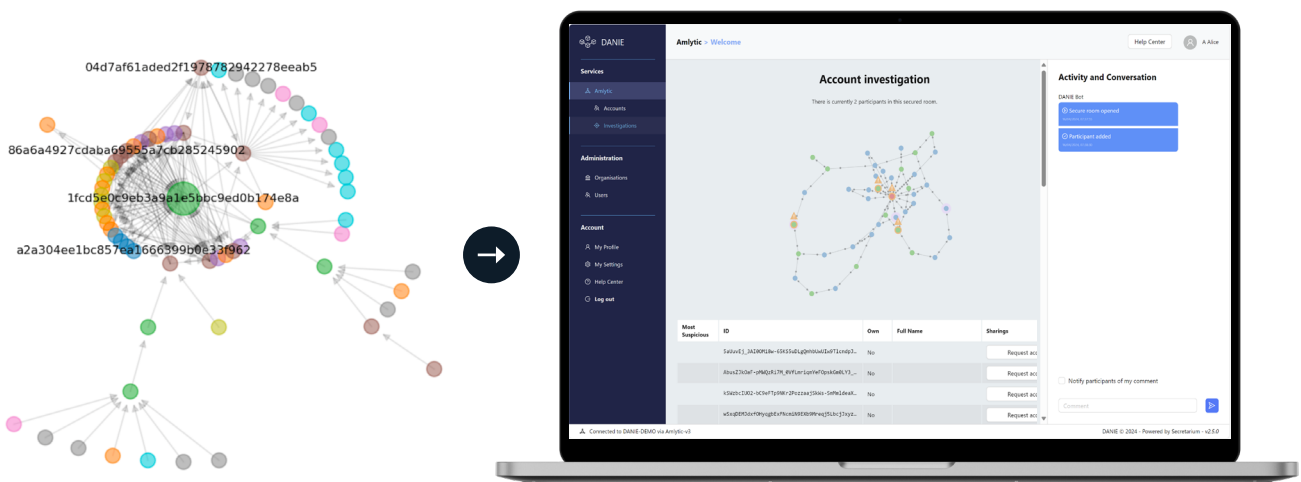 04d7af61aded2f1978782942278eeab5
86a6a4927cdaba69555a7cb285245902
1fcd5e0c9eb3a9a1e5bbc9ed0b174e8a
a2a304ee1bc857ea1666399b0e33f962
DANIE
Services
Amlytic
Accounts
Investigations
Administration
Organisations
Users
Account
My Profile
My Settings
Help Center
Log out
Amlytic > Welcome
Help Center
A Alice
Account investigation
There is currently 2 participants in this secured room.
Most Suspicious
ID
Own
Full Name
Sharings
No
Request acc
No
Request acc
No
Request acc
No
Request acc
Activity and Conversation
DANIE Bot
Secure room opened
Participant added
Notify participants of my comment
Comment
Connected to DANIE-DEMO via Amlytic-v3
DANIE © 2024 - Powered by Secretarium - v2.5.0